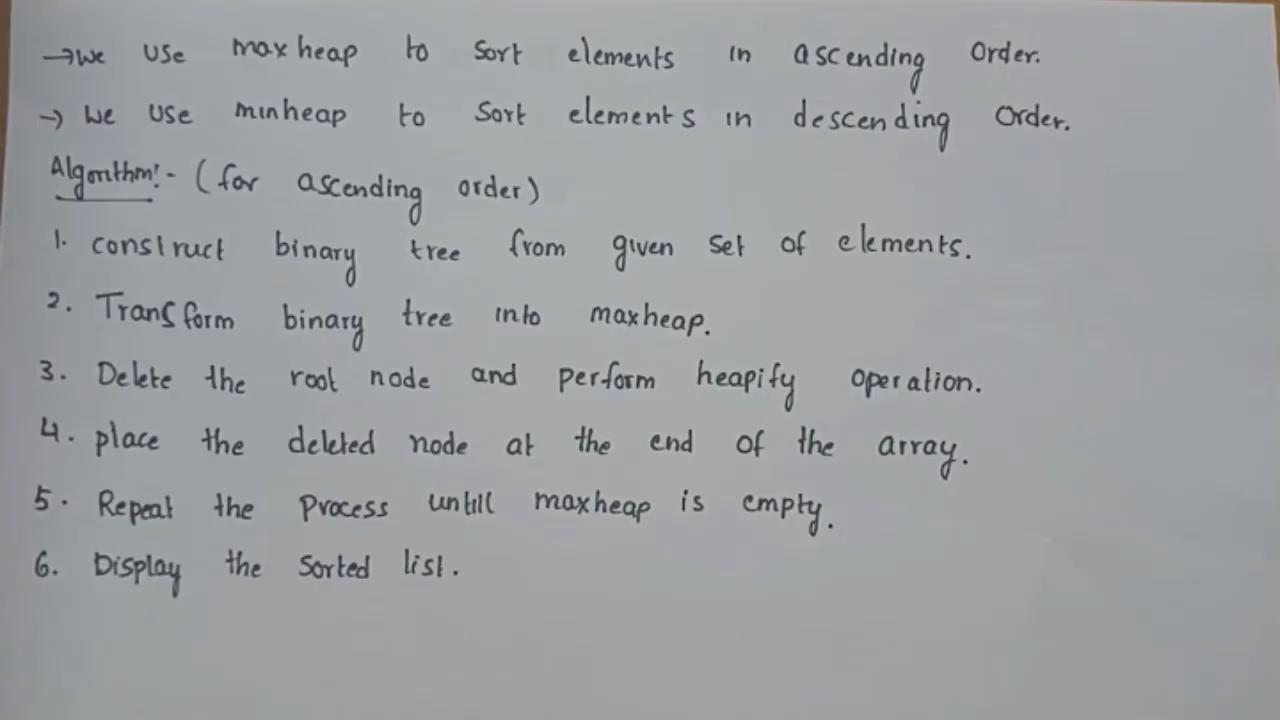 → we use maxheap to sort elements in ascending order.
→ we use minheap to sort elements in descending order.
Algorithm:- (for ascending order)
1. construct binary tree from given set of elements.
2. Transform binary tree into maxheap.
3. Delete the root node and perform heapify operation.
4. place the deleted node at the end of the array.
5. Repeat the process untill maxheap is empty.
6. Display the sorted list.